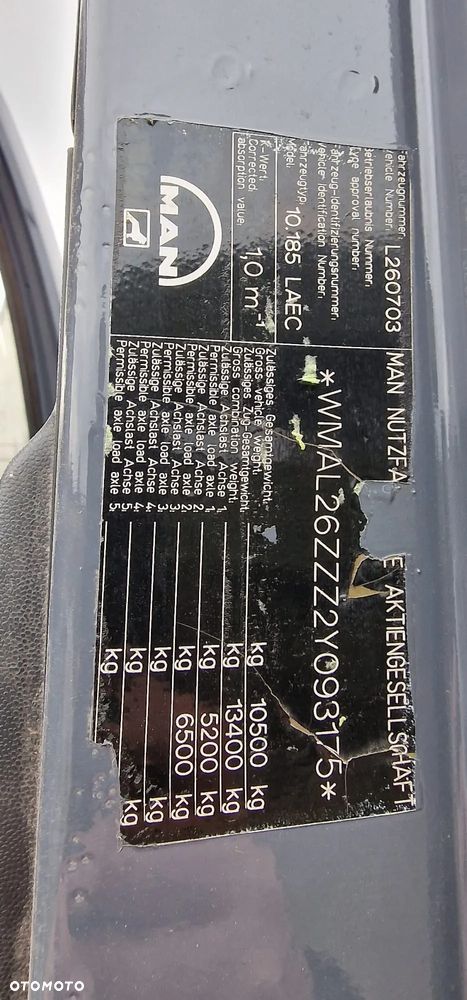 MAN NUTZFA E AKTIENGESELLSCHAFT
Fahrzeugnummer,
Vehicle Number: L260703
Betriebserlaubnis Nummer,
Type approval number:
Fahrzeug-Identifizierungsnummer,
Vehicle-Identification Number:
*WMAL26ZZZ2Y093175*
Fahrzeugtyp,
Model: 10.185 LAEC
K-Wert,
Corrected
absorption value: 1,0 m⁻¹
MAN
Zulässiges Gesamtgewicht,
Gross vehicle weight: kg 10500 kg
Zulässiges Zug-Gesamtgewicht,
Gross combination weight: kg 13400 kg
Zulässige Achslast Achse 1,
Permissible axle load axle 1: kg 5200 kg
Zulässige Achslast Achse 2,
Permissible axle load axle 2: kg 6500 kg
Zulässige Achslast Achse 3,
Permissible axle load axle 3: kg kg
Zulässige Achslast Achse 4,
Permissible axle load axle 4: kg kg
Zulässige Achslast Achse 5,
Permissible axle load axle 5: kg
OTOMOTO